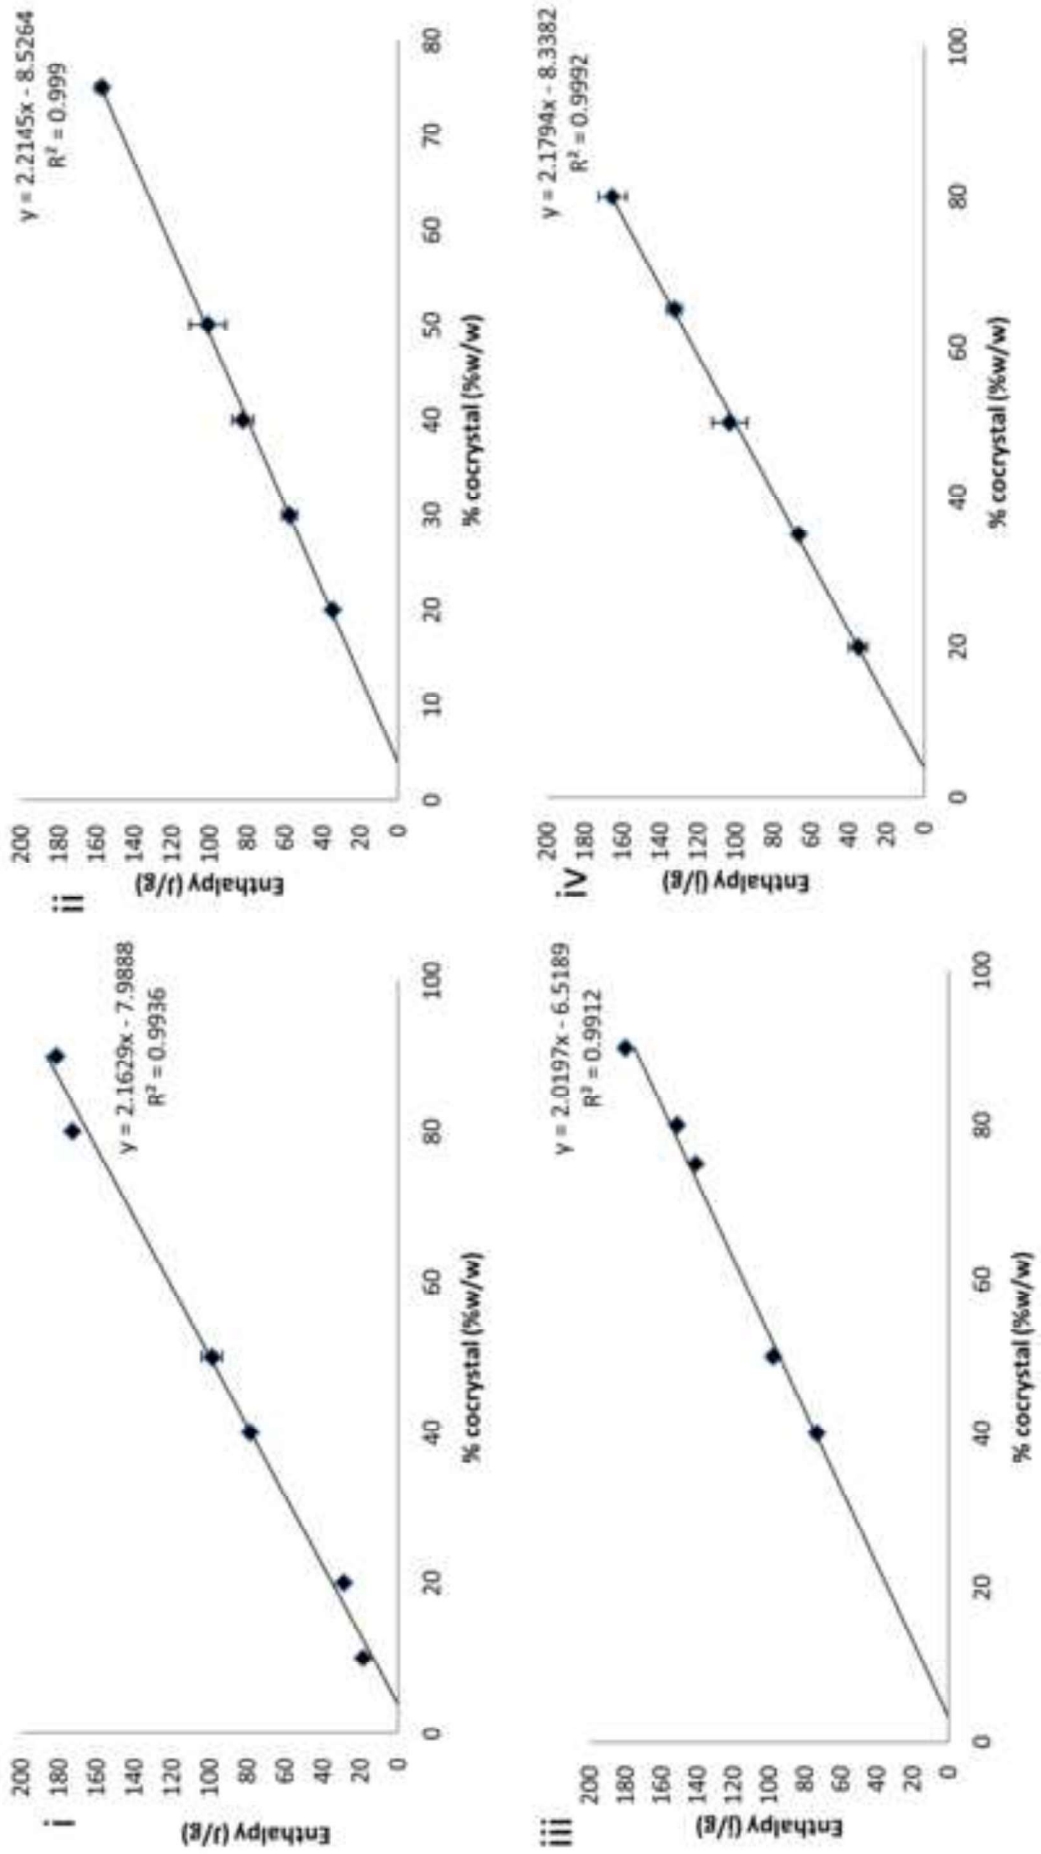 i
y = 2.1629x - 7.9888
R² = 0.9936
Enthalpy (J/g)
200
180
160
140
120
100
80
60
40
20
0
0 20 40 60 80 100
% cocrystal (%w/w)
ii
y = 2.2145x - 8.5264
R² = 0.999
Enthalpy (J/g)
200
180
160
140
120
100
80
60
40
20
0
0 10 20 30 40 50 60 70 80
% cocrystal (%w/w)
iii
y = 2.0197x - 6.5189
R² = 0.9912
Enthalpy (j/g)
200
180
160
140
120
100
80
60
40
20
0
0 20 40 60 80 100
% cocrystal (%w/w)
iv
y = 2.1794x - 8.3382
R² = 0.9992
Enthalpy (j/g)
200
180
160
140
120
100
80
60
40
20
0
0 20 40 60 80 100
% cocrystal (%w/w)